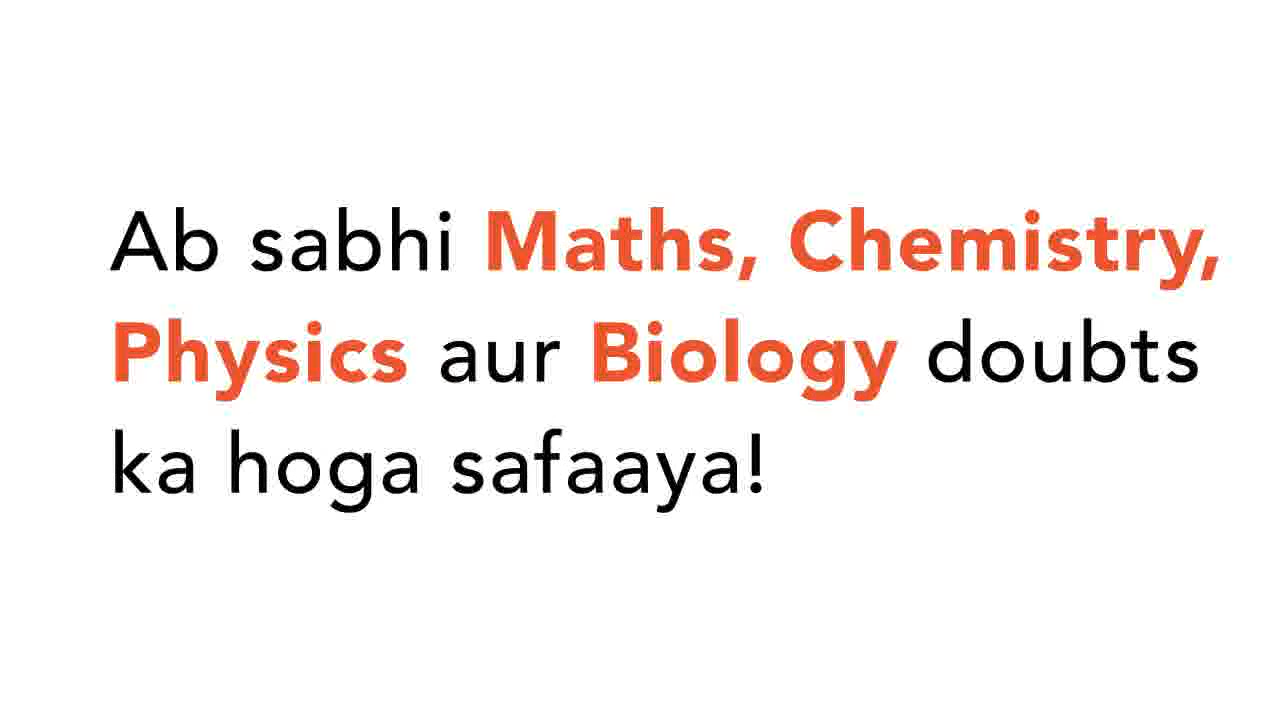 Ab sabhi Maths, Chemistry,
Physics aur Biology doubts
ka hoga safaaya!